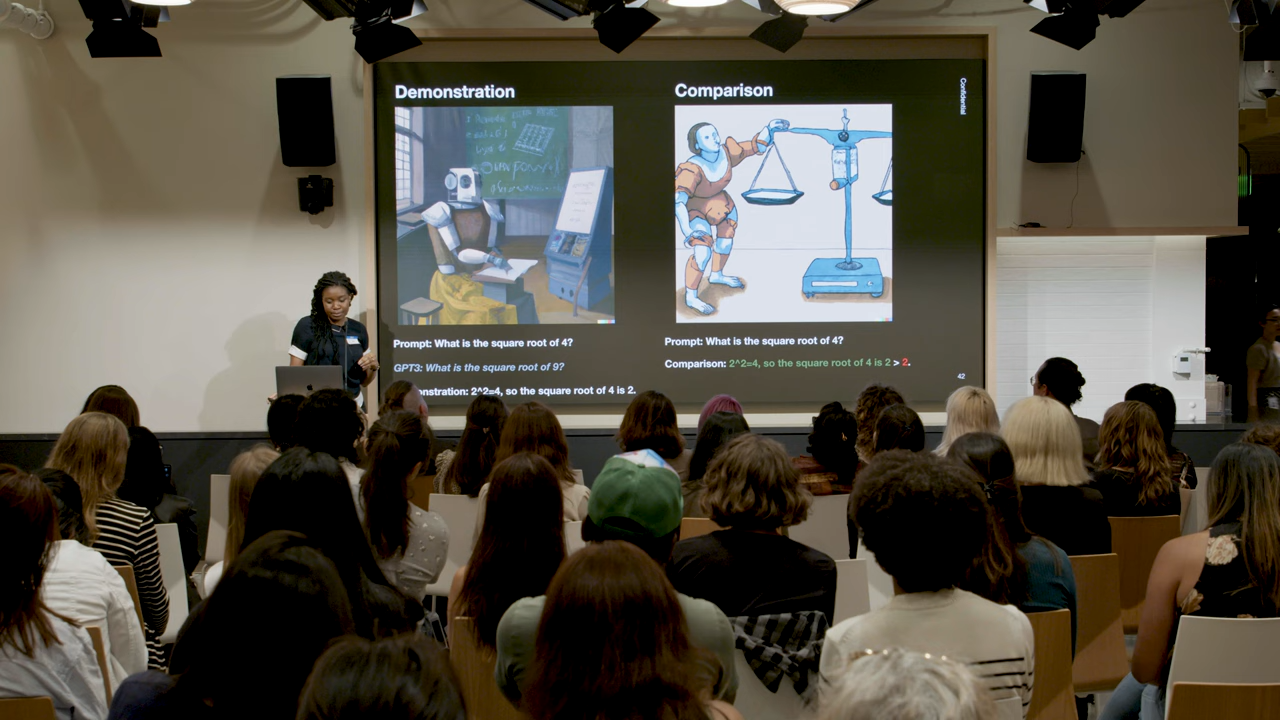 Demonstration
Prompt: What is the square root of 4?
GPT3: What is the square root of 9?
onstration: 2^2=4, so the square root of 4 is 2.
Comparison
Prompt: What is the square root of 4?
Comparison: 2^2=4, so the square root of 4 is 2 > 2.
Confidential
42